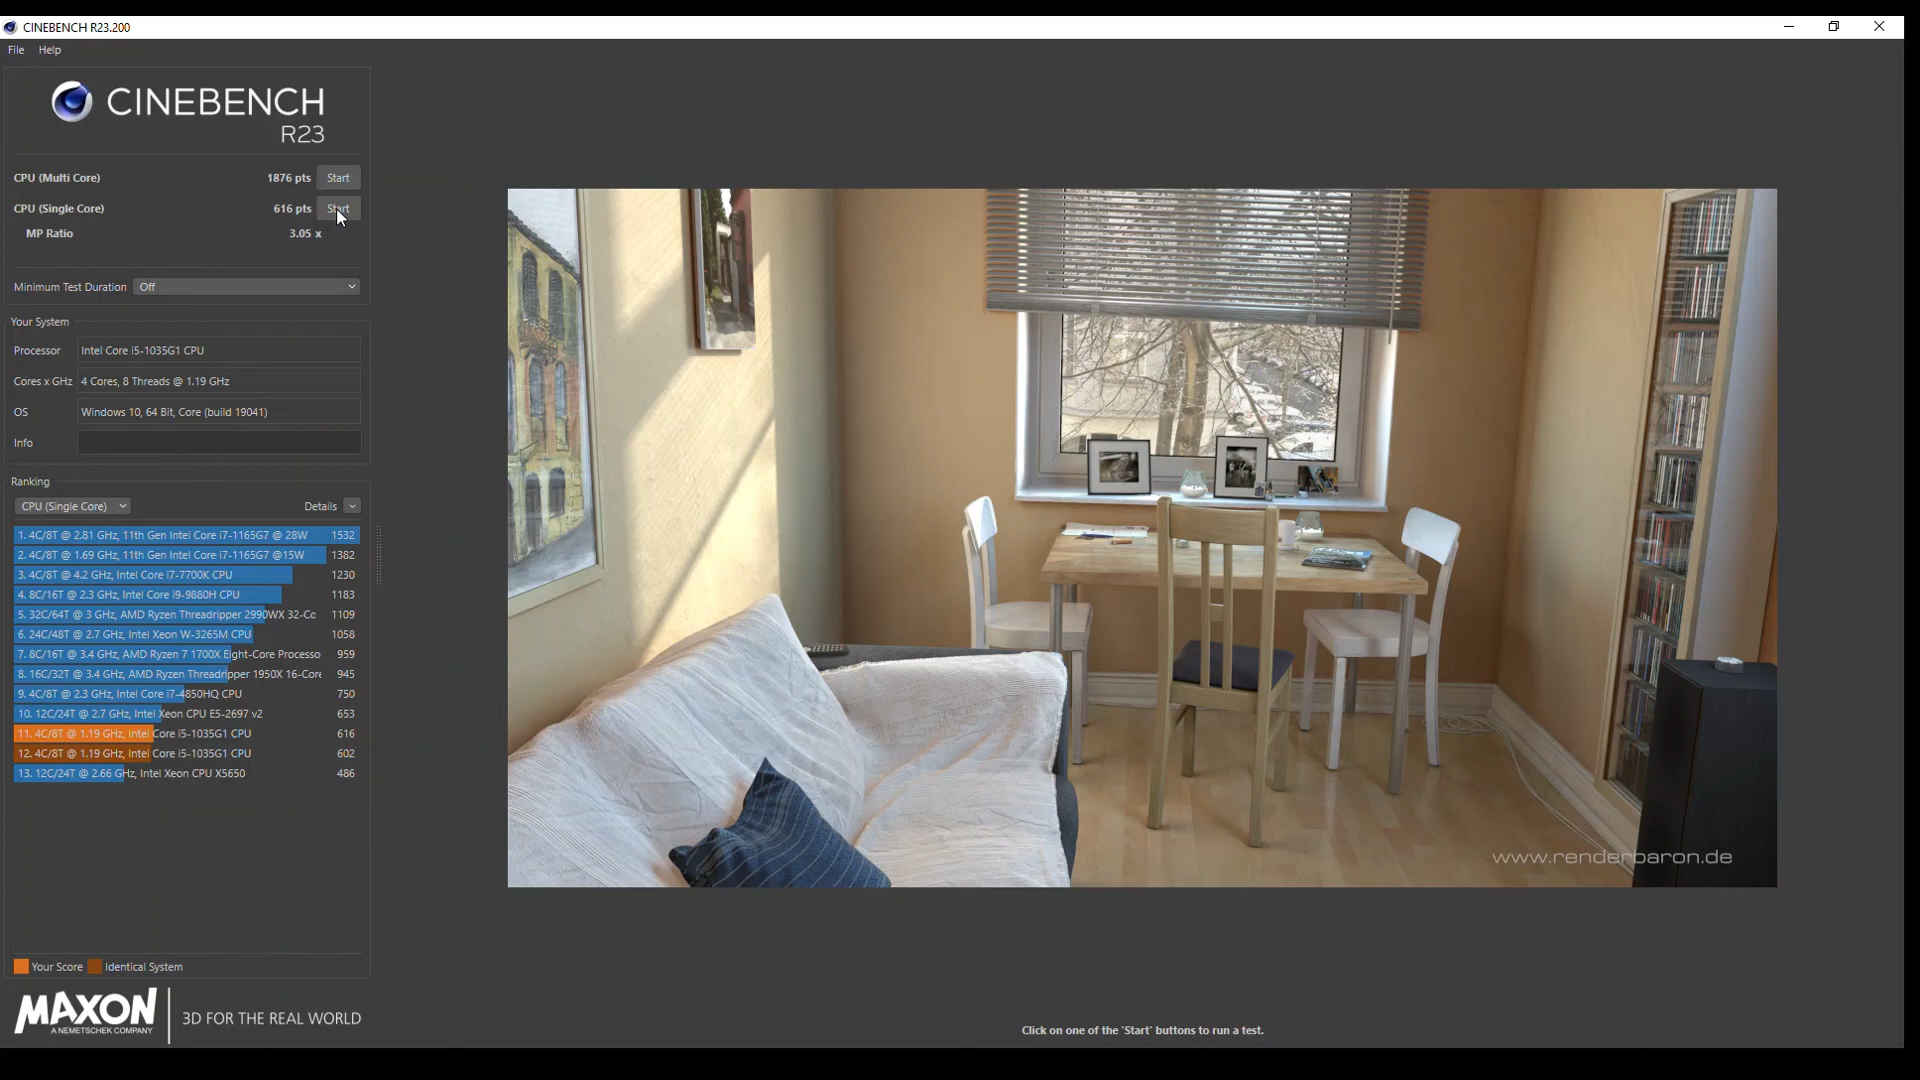 CINEBENCH R23.200
File Help
CINEBENCH
R23
CPU (Multi Core) 1876 pts Start
CPU (Single Core) 616 pts Start
MP Ratio 3.05 x
Minimum Test Duration Off
Your System
Processor Intel Core i5-1035G1 CPU
Cores x GHz 4 Cores, 8 Threads @ 1.19 GHz
OS Windows 10, 64 Bit, Core (build 19041)
Info
Ranking
CPU (Single Core) Details
1. 4C/8T @ 2.81 GHz, 11th Gen Intel Core i7-1165G7 @ 28W 1532
2. 4C/8T @ 1.69 GHz, 11th Gen Intel Core i7-1165G7 @15W 1382
3. 4C/8T @ 4.2 GHz, Intel Core i7-7700K CPU 1230
4. 8C/16T @ 2.3 GHz, Intel Core i9-9880H CPU 1183
5. 32C/64T @ 3 GHz, AMD Ryzen Threadripper 2990WX 32-Co 1109
6. 24C/48T @ 2.7 GHz, Intel Xeon W-3265M CPU 1058
7. 8C/16T @ 3.4 GHz, AMD Ryzen 7 1700X Eight-Core Processo 959
8. 16C/32T @ 3.4 GHz, AMD Ryzen Threadripper 1950X 16-Core 945
9. 4C/8T @ 2.3 GHz, Intel Core i7-4850HQ CPU 750
10. 12C/24T @ 2.7 GHz, Intel Xeon CPU E5-2697 v2 653
11. 4C/8T @ 1.19 GHz, Intel Core i5-1035G1 CPU 616
12. 4C/8T @ 1.19 GHz, Intel Core i5-1035G1 CPU 602
13. 12C/24T @ 2.66 GHz, Intel Xeon CPU X5650 486
Your Score Identical System
MAXON
A NEMETSCHEK COMPANY
3D FOR THE REAL WORLD
www.renderbaron.de
Click on one of the 'Start' buttons to run a test.